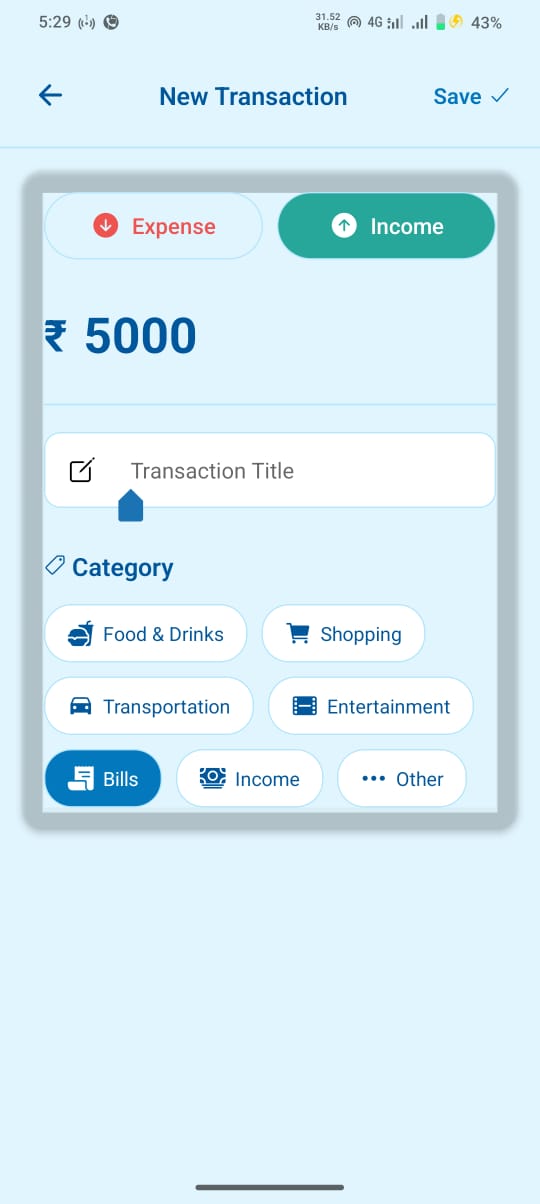 5:29 31.52 KB/s 4G 43%
New Transaction Save
Expense Income
₹ 5000
Transaction Title
Category
Food & Drinks Shopping
Transportation Entertainment
Bills Income Other